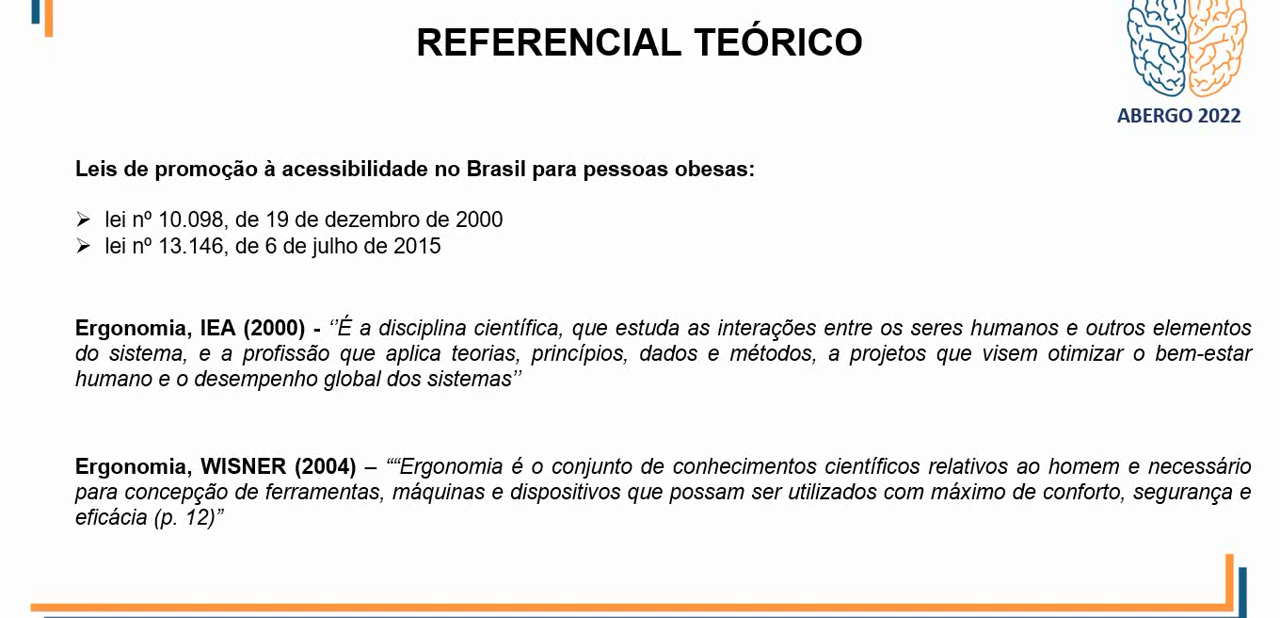 REFERENCIAL TEÓRICO
ABERGO 2022
Leis de promoção à acessibilidade no Brasil para pessoas obesas:
➢ lei nº 10.098, de 19 de dezembro de 2000
➢ lei nº 13.146, de 6 de julho de 2015
Ergonomia, IEA (2000) - ‘’É a disciplina científica, que estuda as interações entre os seres humanos e outros elementos
do sistema, e a profissão que aplica teorias, princípios, dados e métodos, a projetos que visem otimizar o bem-estar
humano e o desempenho global dos sistemas’’
Ergonomia, WISNER (2004) – ““Ergonomia é o conjunto de conhecimentos científicos relativos ao homem e necessário
para concepção de ferramentas, máquinas e dispositivos que possam ser utilizados com máximo de conforto, segurança e
eficácia (p. 12)”